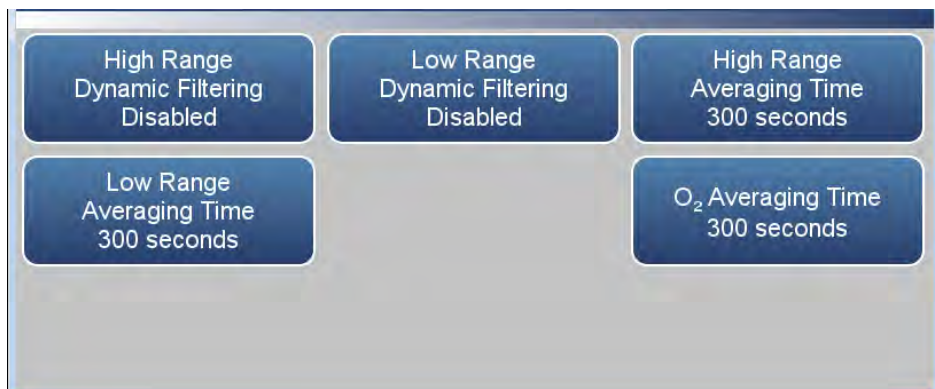 High Range
Dynamic Filtering
Disabled
Low Range
Dynamic Filtering
Disabled
High Range
Averaging Time
300 seconds
Low Range
Averaging Time
300 seconds
O₂ Averaging Time
300 seconds